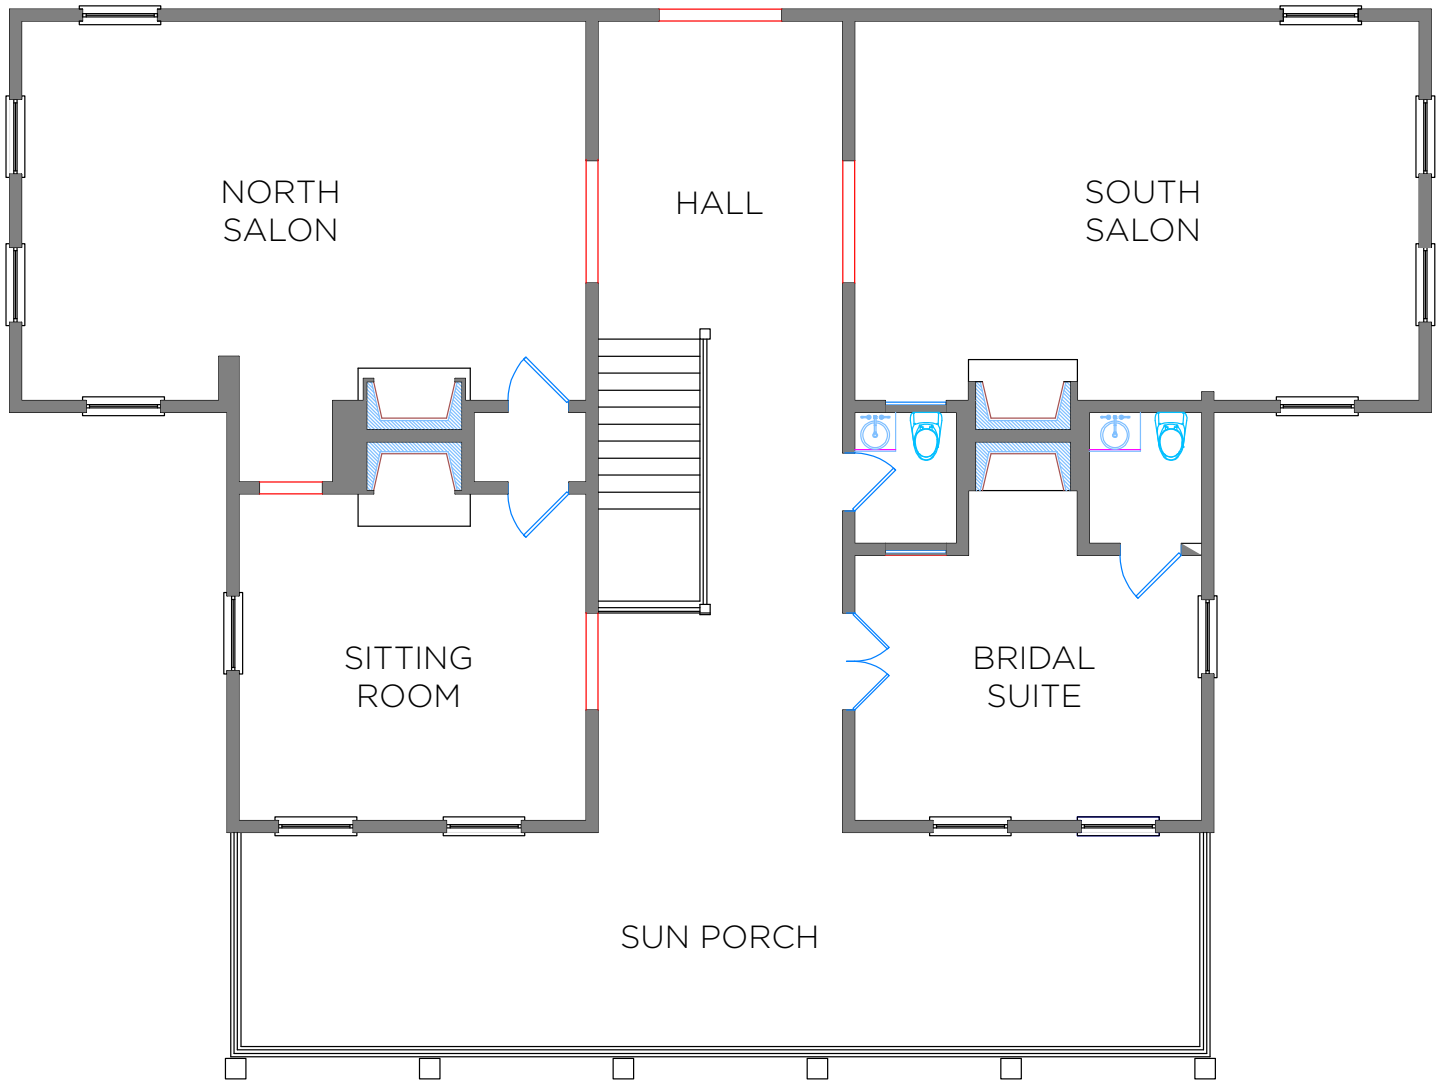 NORTH
SALON
HALL
SOUTH
SALON
SITTING
ROOM
BRIDAL
SUITE
SUN PORCH